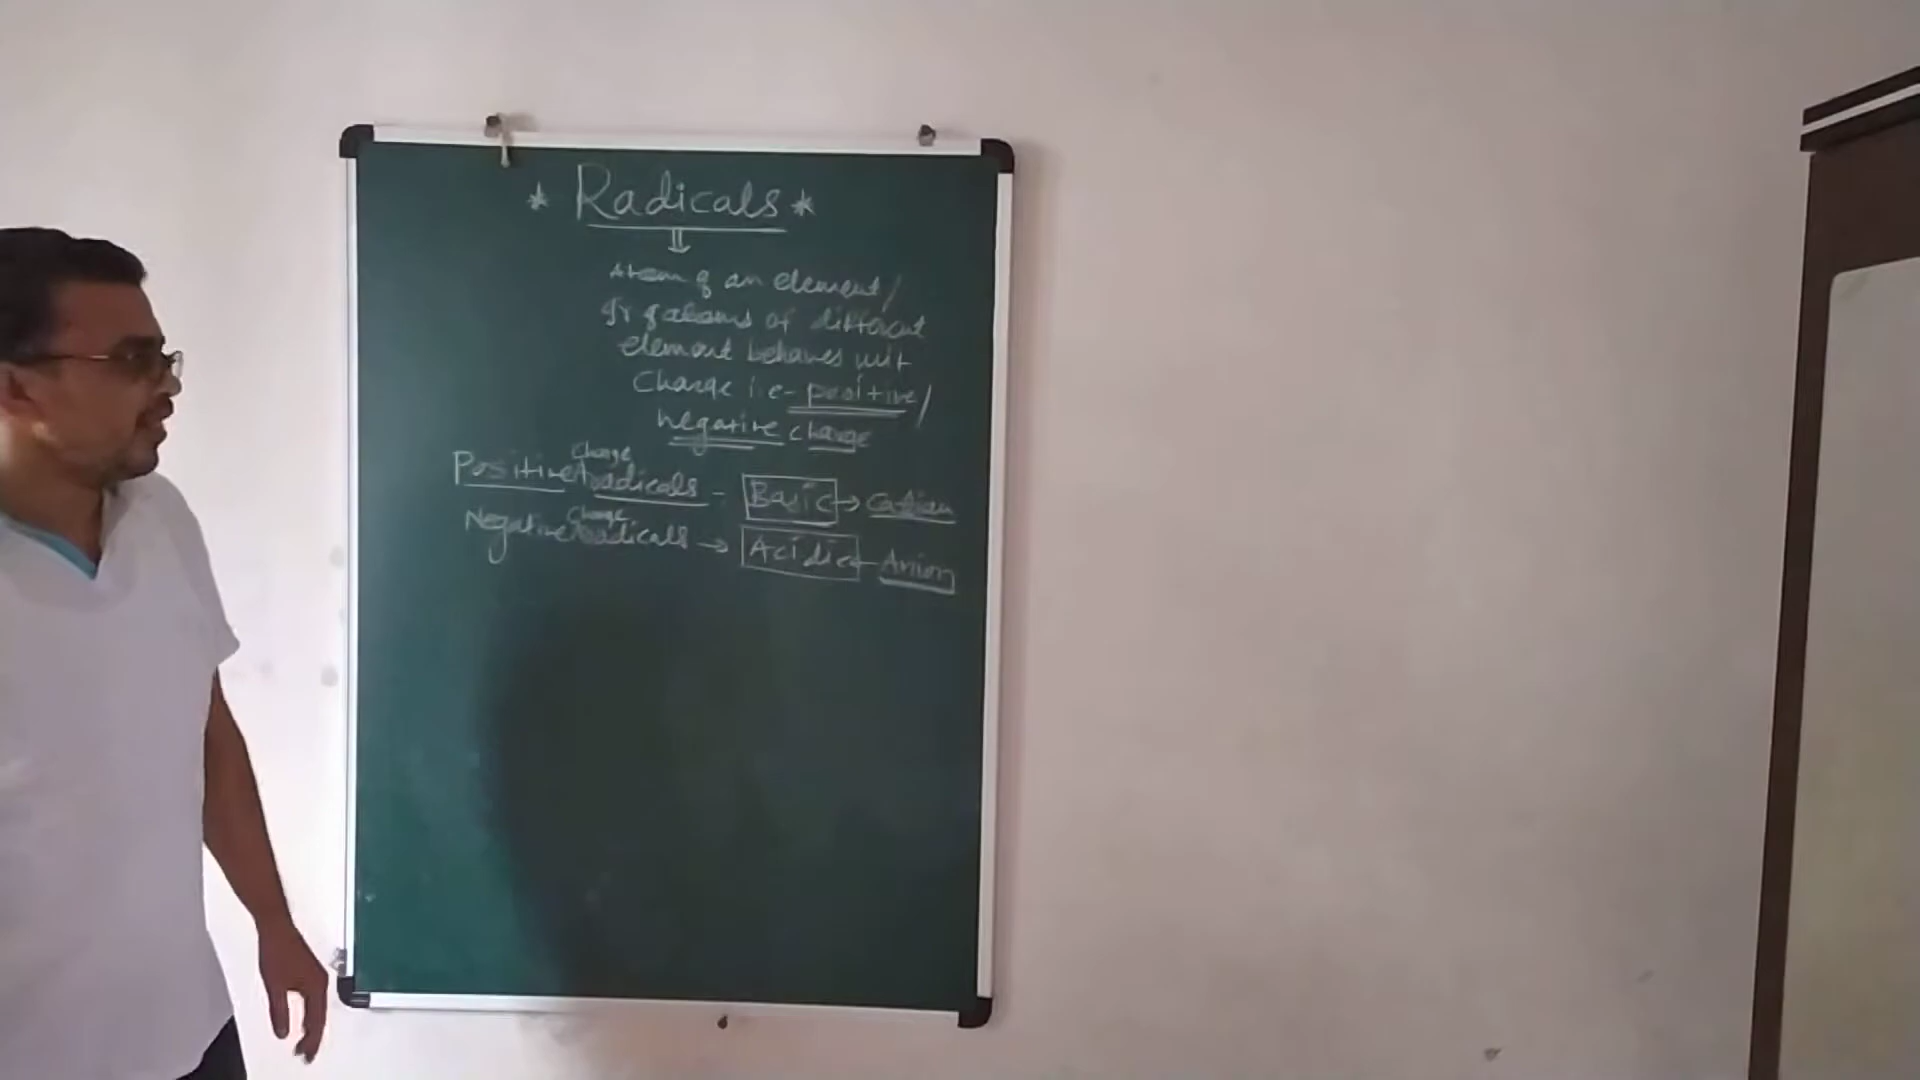 * Radicals *
Atom of an element/
gr of atoms of different
element behaves wit
Charge i.e- positive/
negative charge
Positive charge radicals - Basic → Cation
Negative charge radicals → Acidic - Anion